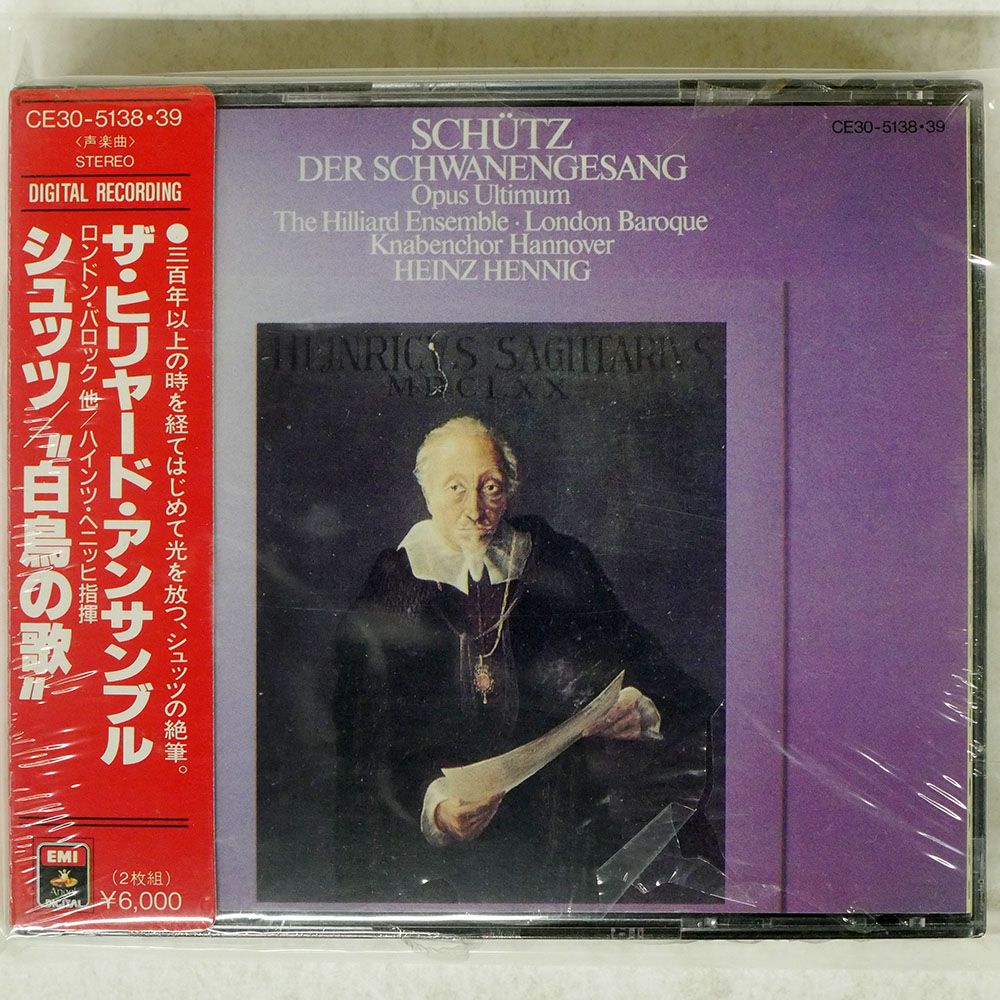 CE30-5138・39
〈声楽曲〉
STEREO
DIGITAL RECORDING
●三百年以上の時を経てはじめて光を放つ、シュッツの絶筆。
ザ・ヒリヤード・アンサンブル
ロンドン・バロック 他/ハインツ・ヘニッヒ指揮
シュッツ/"白鳥の歌"
EMI
Angel
DIGITAL
(2枚組)
¥6,000
CE30-5138・39
SCHÜTZ
DER SCHWANENGESANG
Opus Ultimum
The Hilliard Ensemble · London Baroque
Knabenchor Hannover
HEINZ HENNIG
HEINRICVS SAGITTARIVS
MDCLXX